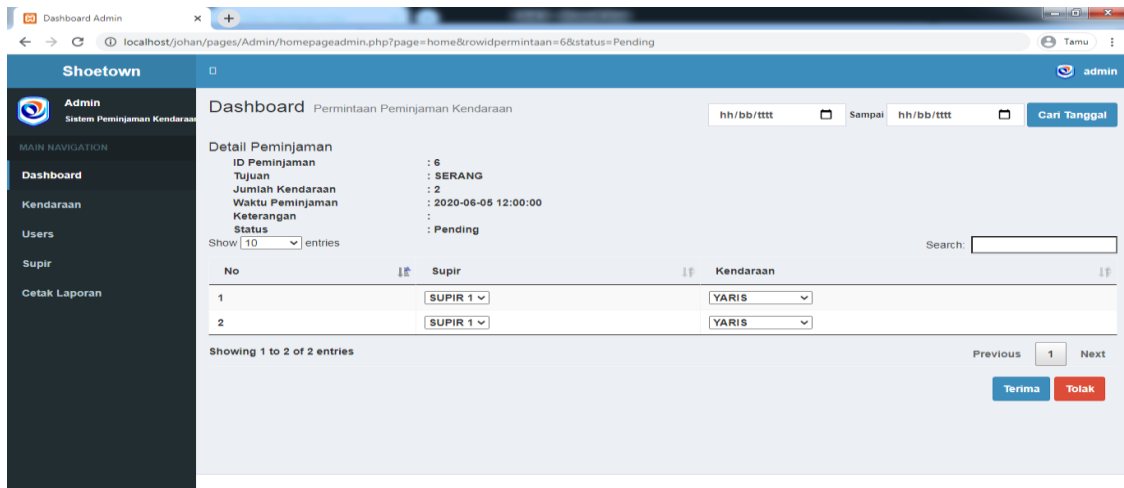 Dashboard Admin
localhost/johan/pages/Admin/homepageadmin.php?page=home&rowidpermintaan=6&status=Pending
Tamu
Shoetown
admin
Admin
Sistem Peminjaman Kendaraan
MAIN NAVIGATION
Dashboard
Kendaraan
Users
Supir
Cetak Laporan
Dashboard Permintaan Peminjaman Kendaraan
hh/bb/tttt Sampai hh/bb/tttt Cari Tanggal
Detail Peminjaman
ID Peminjaman : 6
Tujuan : SERANG
Jumlah Kendaraan : 2
Waktu Peminjaman : 2020-06-05 12:00:00
Keterangan :
Status : Pending
Show 10 entries
Search:
No Supir Kendaraan
1 SUPIR 1 YARIS
2 SUPIR 1 YARIS
Showing 1 to 2 of 2 entries
Previous 1 Next
Terima Tolak